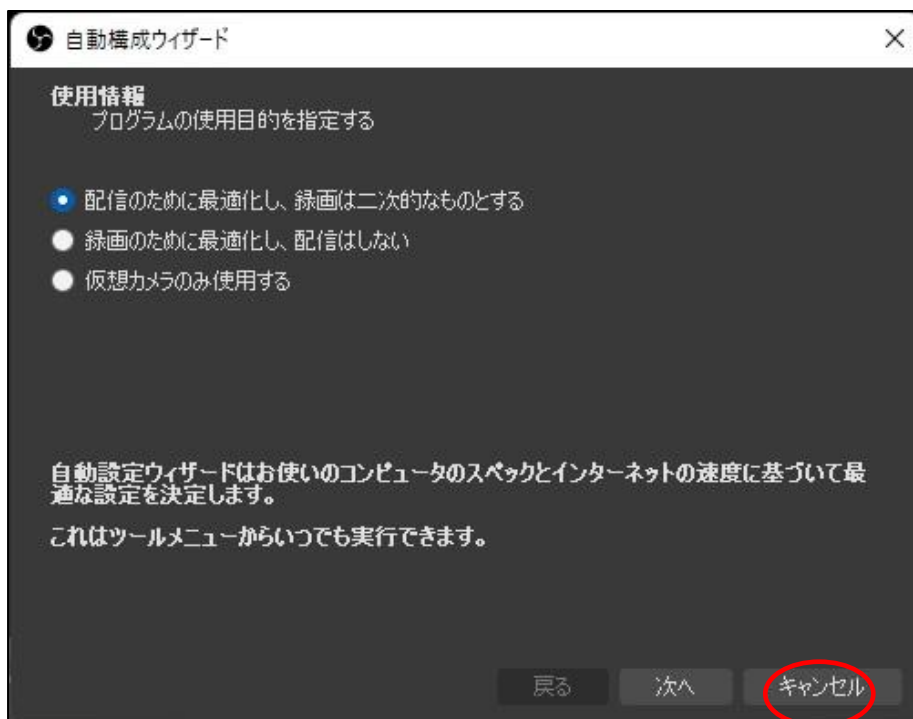 自動構成ウィザード
使用情報
プログラムの使用目的を指定する
配信のために最適化し、録画は二次的なものとする
録画のために最適化し、配信はしない
仮想カメラのみ使用する
自動設定ウィザードはお使いのコンピュータのスペックとインターネットの速度に基づいて最
適な設定を決定します。
これはツールメニューからいつでも実行できます。
戻る 次へ キャンセル